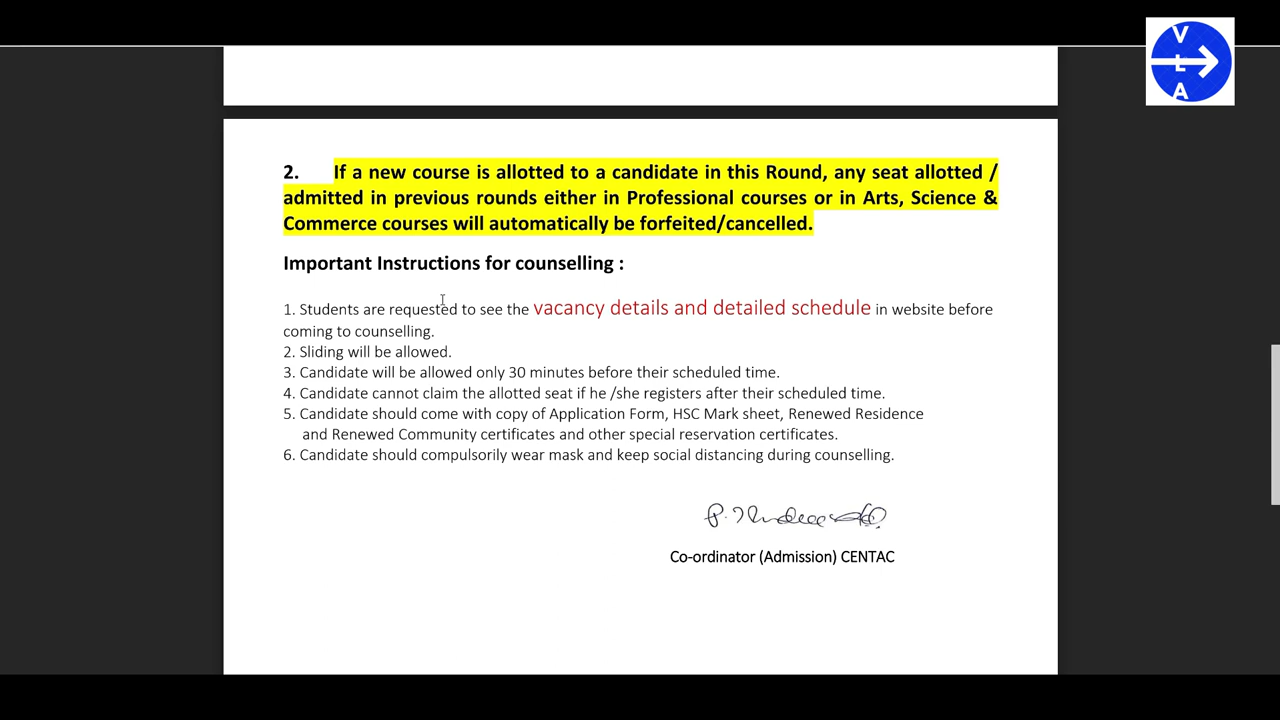 V
L
A
2. If a new course is allotted to a candidate in this Round, any seat allotted /
admitted in previous rounds either in Professional courses or in Arts, Science &
Commerce courses will automatically be forfeited/cancelled.
Important Instructions for counselling :
1. Students are requested to see the vacancy details and detailed schedule in website before
coming to counselling.
2. Sliding will be allowed.
3. Candidate will be allowed only 30 minutes before their scheduled time.
4. Candidate cannot claim the allotted seat if he /she registers after their scheduled time.
5. Candidate should come with copy of Application Form, HSC Mark sheet, Renewed Residence
and Renewed Community certificates and other special reservation certificates.
6. Candidate should compulsorily wear mask and keep social distancing during counselling.
Co-ordinator (Admission) CENTAC